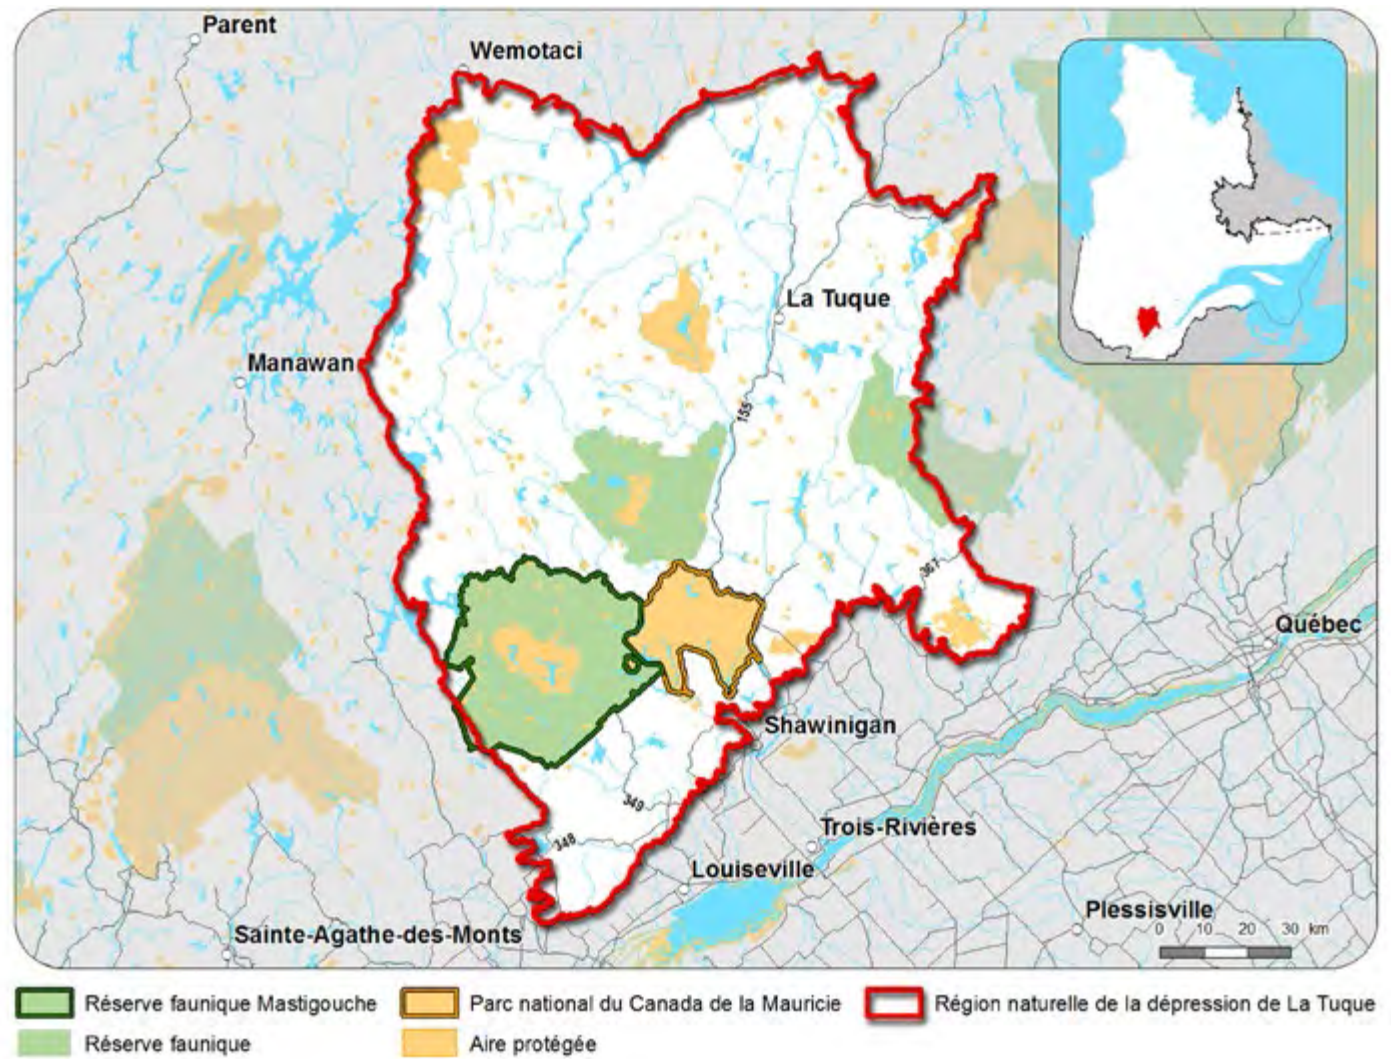 Parent
Wemotaci
La Tuque
Manawan
155
367
Québec
Shawinigan
349
Trois-Rivières
348
Louiseville
Plessisville
Sainte-Agathe-des-Monts
0 10 20 30 km
Réserve faunique Mastigouche
Parc national du Canada de la Mauricie
Région naturelle de la dépression de La Tuque
Réserve faunique
Aire protégée